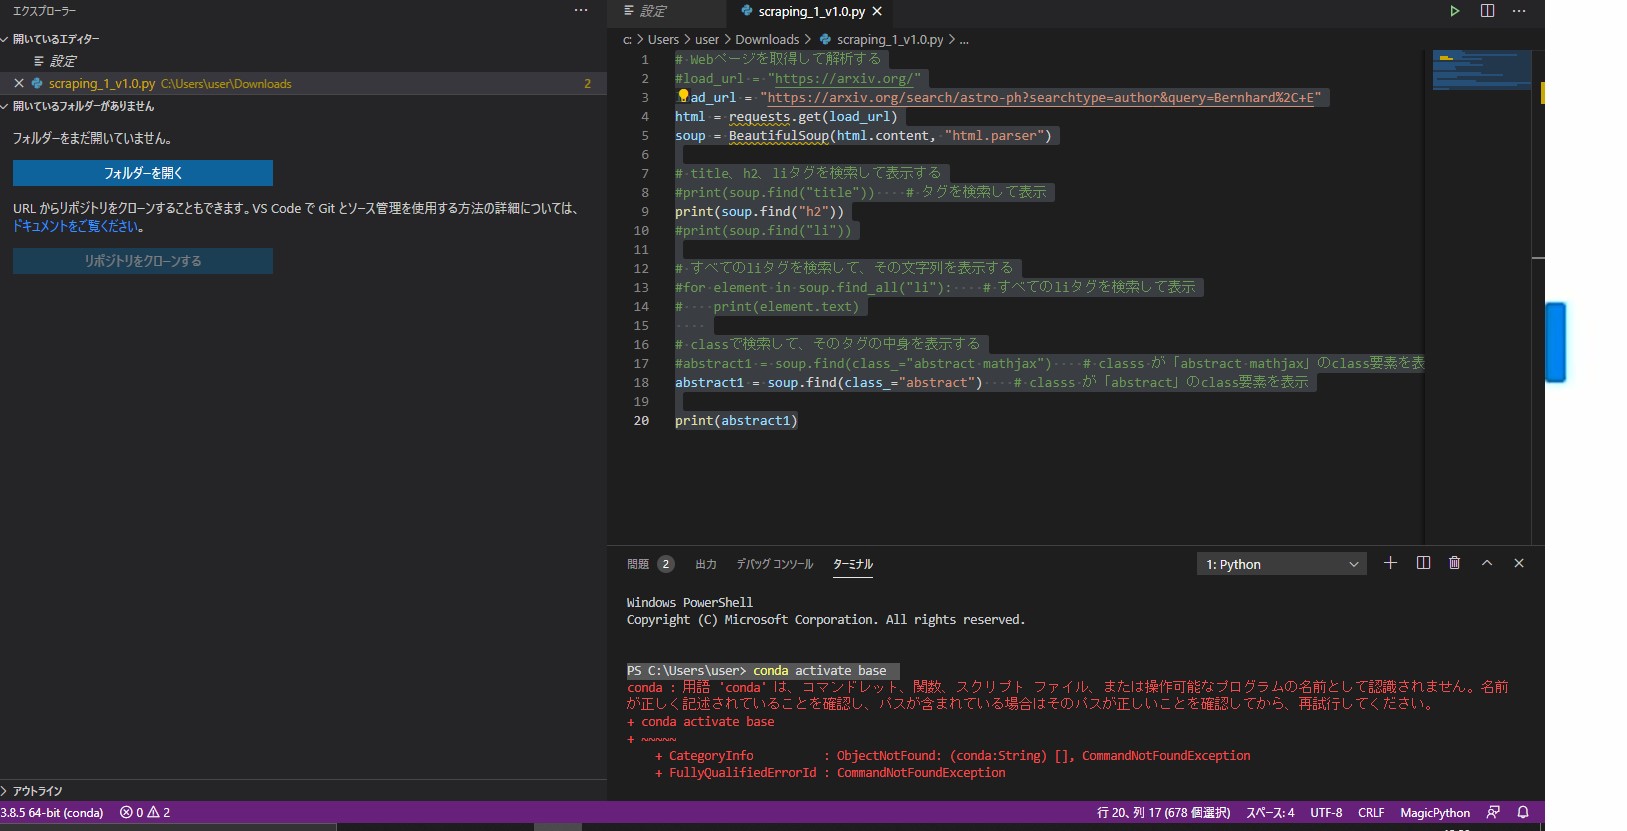 エクスプローラー
開いているエディター
設定
scraping_1_v1.0.py C:\Users\user\Downloads 2
開いているフォルダーがありません
フォルダーをまだ開いていません。
フォルダーを開く
URL からリポジトリをクローンすることもできます。VS Code で Git とソース管理を使用する方法の詳細については、
ドキュメントをご覧ください。
リポジトリをクローンする
アウトライン
設定
scraping_1_v1.0.py
c: > Users > user > Downloads > scraping_1_v1.0.py > ...
1 # Webページを取得して解析する
2 #load_url = "https://arxiv.org/"
3 ad_url = "https://arxiv.org/search/astro-ph?searchtype=author&query=Bernhard%2C+E"
4 html = requests.get(load_url)
5 soup = BeautifulSoup(html.content, "html.parser")
6
7 # title、h2、liタグを検索して表示する
8 #print(soup.find("title")) # タグを検索して表示
9 print(soup.find("h2"))
10 #print(soup.find("li"))
11
12 # すべてのliタグを検索して、その文字列を表示する
13 #for element in soup.find_all("li"): # すべてのliタグを検索して表示
14 # print(element.text)
15
16 # classで検索して、そのタグの中身を表示する
17 #abstract1 = soup.find(class_="abstract mathjax") # classs が「abstract mathjax」のclass要素を表
18 abstract1 = soup.find(class_="abstract") # classs が「abstract」のclass要素を表示
19
20 print(abstract1)
問題 2 出力 デバッグ コンソール ターミナル 1: Python
Windows PowerShell
Copyright (C) Microsoft Corporation. All rights reserved.
PS C:\Users\user> conda activate base
conda : 用語 'conda' は、コマンドレット、関数、スクリプト ファイル、または操作可能なプログラムの名前として認識されません。名前
が正しく記述されていることを確認し、パスが含まれている場合はそのパスが正しいことを確認してから、再試行してください。
+ conda activate base
+ ~~~~~
+ CategoryInfo : ObjectNotFound: (conda:String) [], CommandNotFoundException
+ FullyQualifiedErrorId : CommandNotFoundException
3.8.5 64-bit (conda) 0 2 行 20、列 17 (678 個選択) スペース: 4 UTF-8 CRLF MagicPython